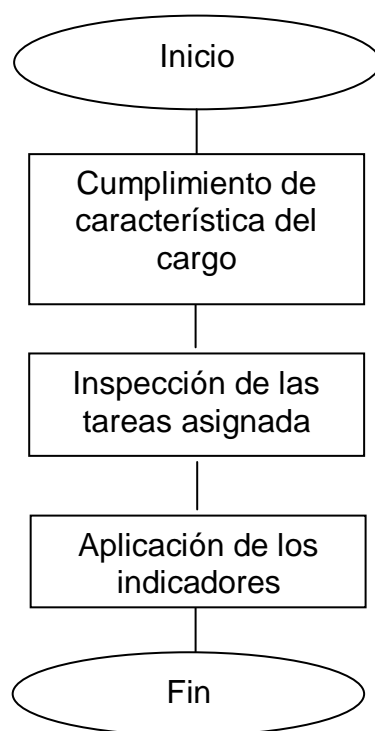 Inicio
Cumplimiento de
característica del
cargo
Inspección de las
tareas asignada
Aplicación de los
indicadores
Fin